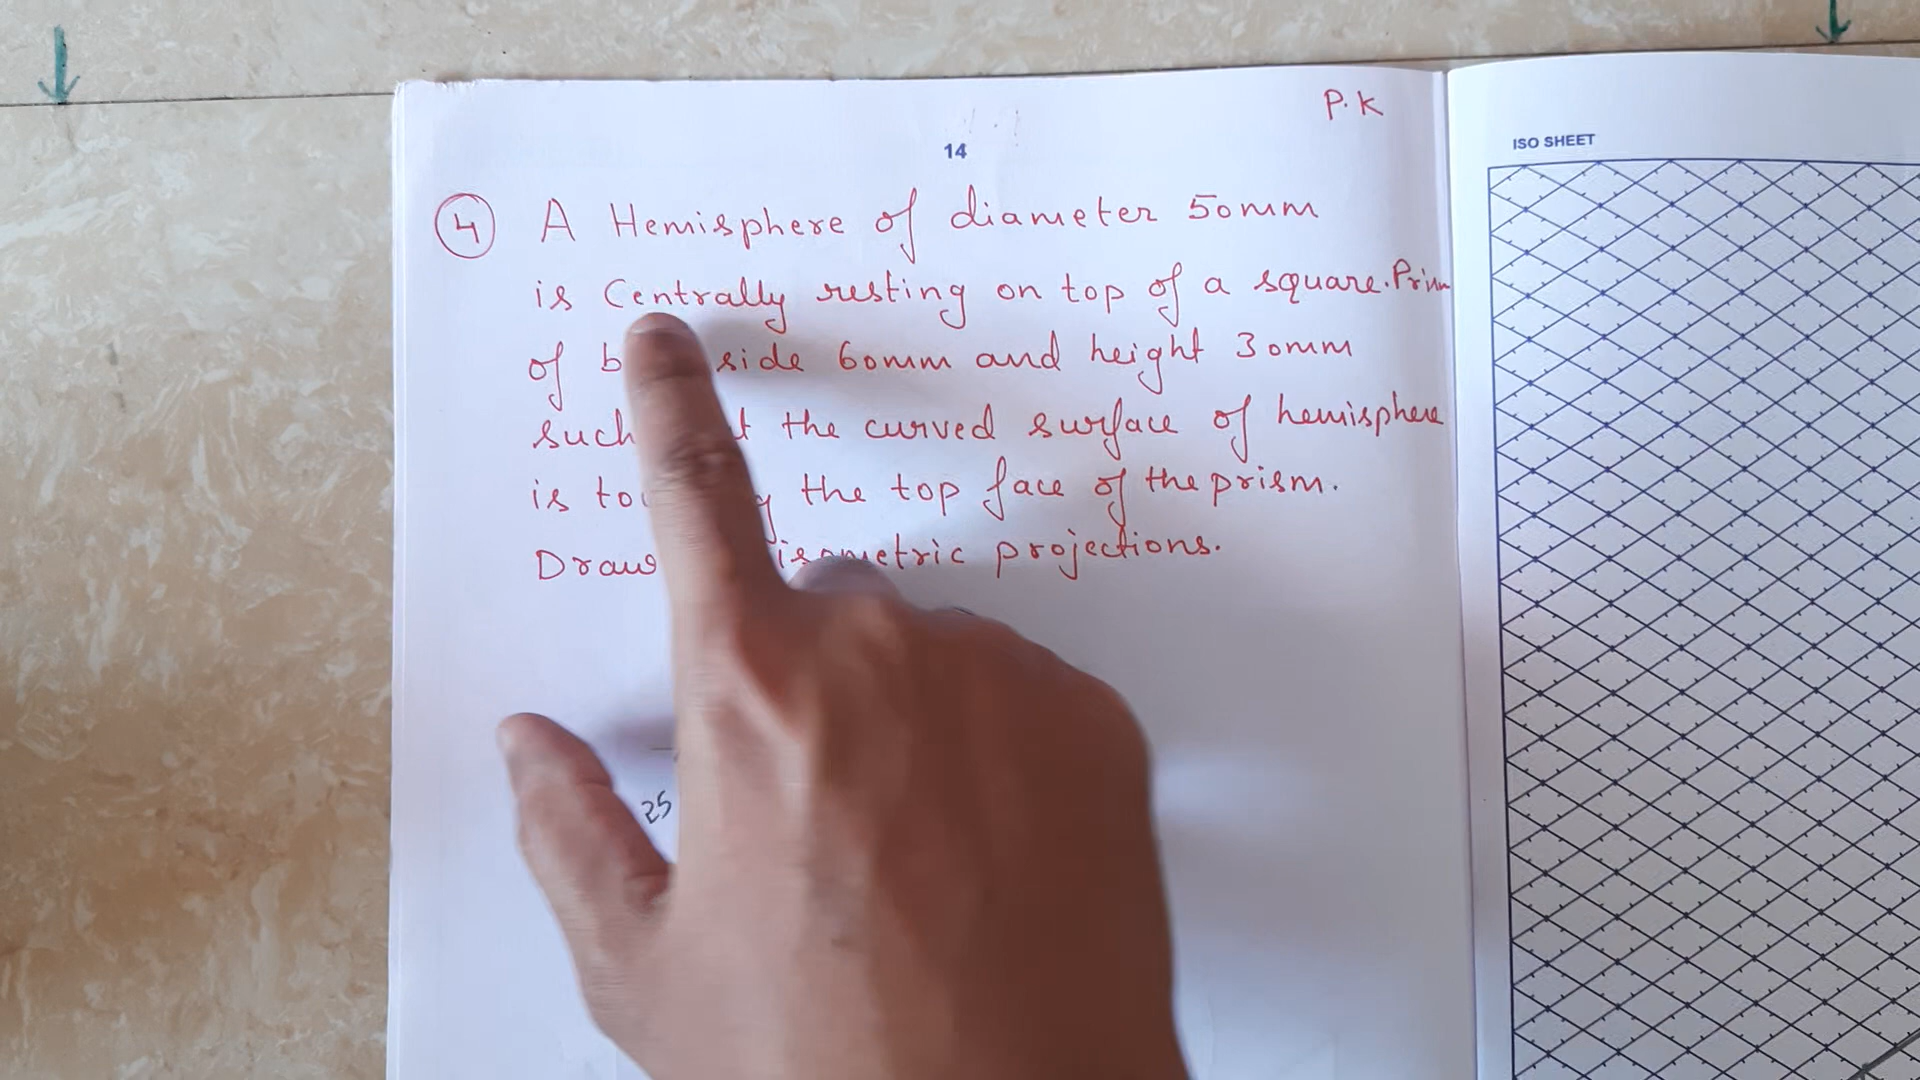 P.K
14
ISO SHEET
4 A Hemisphere of diameter 50mm
is Centrally resting on top of a square Prism
of side 60mm and height 30mm
such the curved surface of hemisphere
is the top face of the prism.
Draw isometric projections.
25